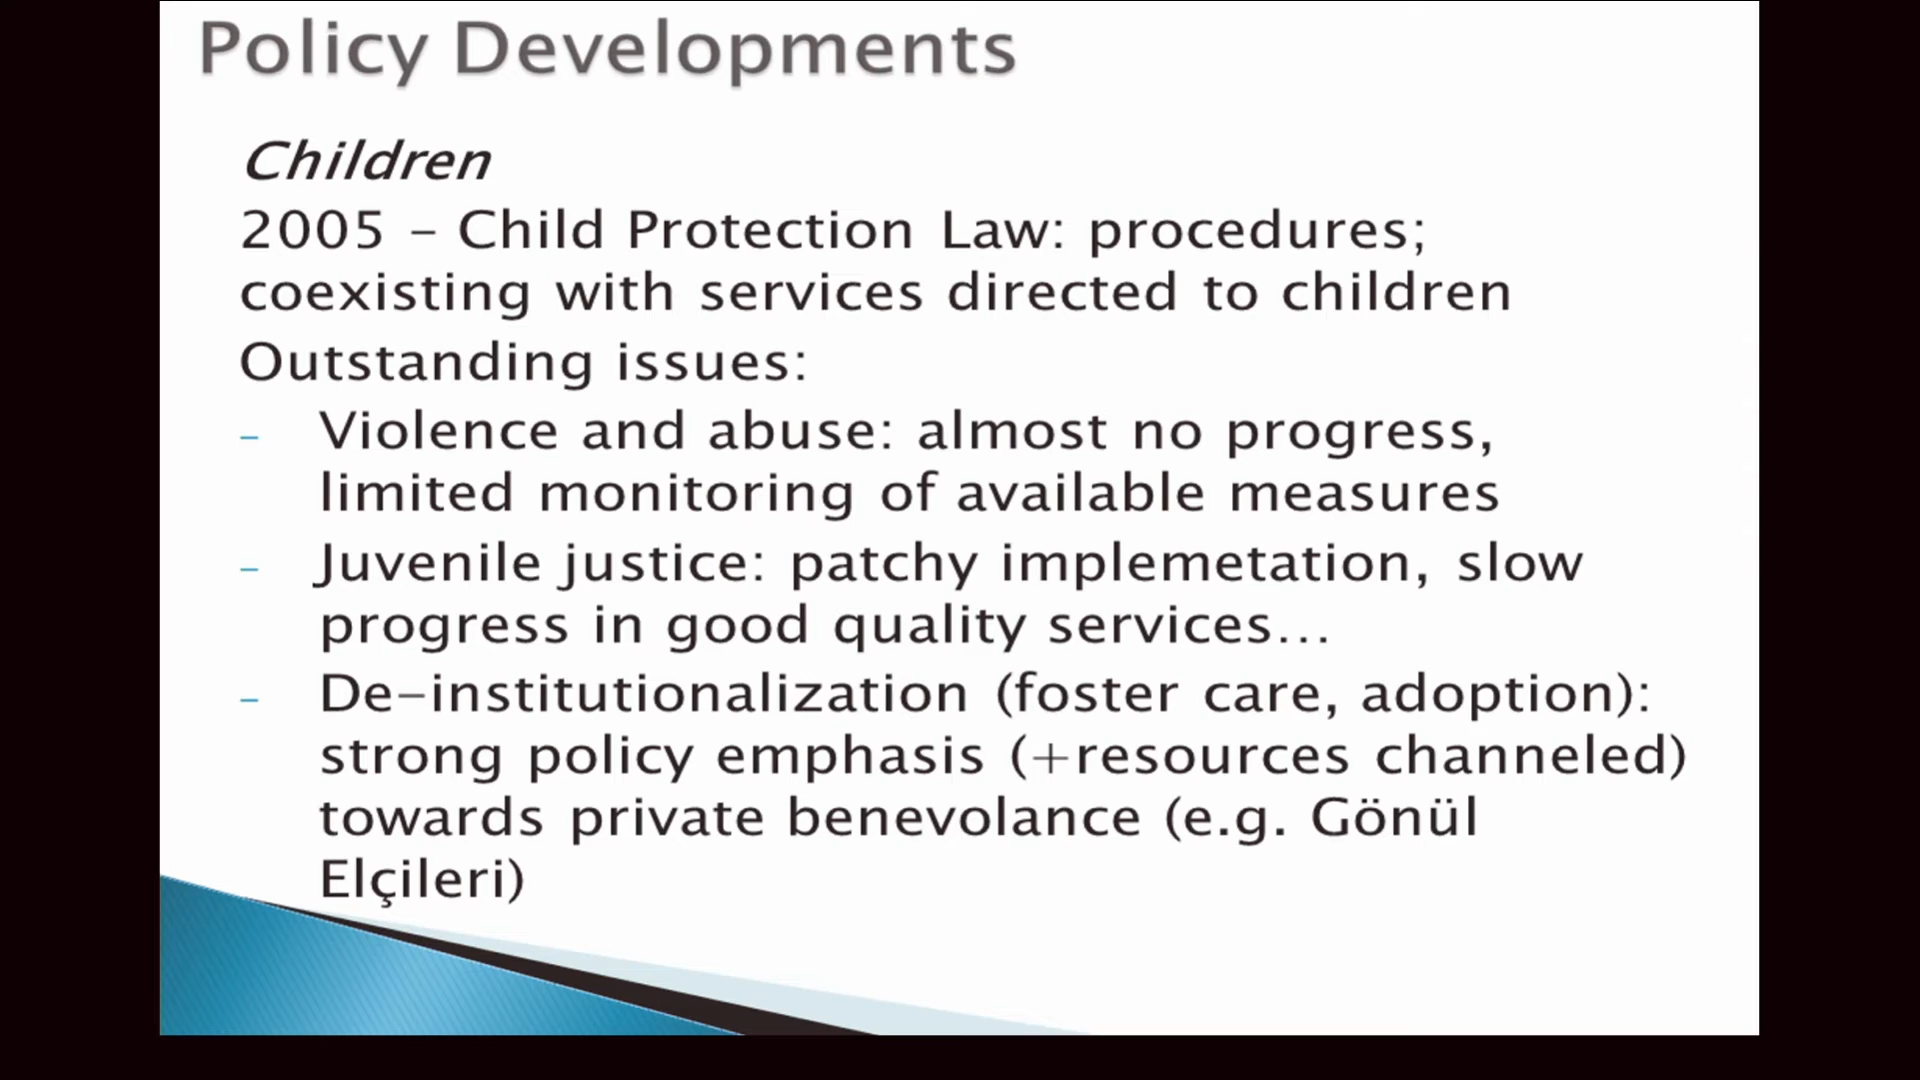 Policy Developments
Children
2005 – Child Protection Law: procedures;
coexisting with services directed to children
Outstanding issues:
- Violence and abuse: almost no progress,
limited monitoring of available measures
- Juvenile justice: patchy implemetation, slow
progress in good quality services…
- De-institutionalization (foster care, adoption):
strong policy emphasis (+resources channeled)
towards private benevolance (e.g. Gönül
Elçileri)